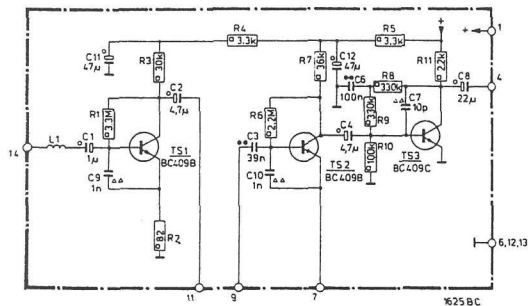 R4
3,3k
R5
3,3k
+
+
1
C11
47µ
R3
30k
R7
36k
C12
47µ
C6
100n
R8
330k
R11
22k
4
C8
22µ
C2
4,7µ
C7
10p
R1
3,3M
R6
2,2M
R9
330k
L1
14
C1
1µ
C3
39n
C4
4,7µ
R10
100k
TS1
BC409B
TS2
BC409B
TS3
BC409C
C9
1n
C10
1n
R2
82
11
9
7
6,12,13
1625BC